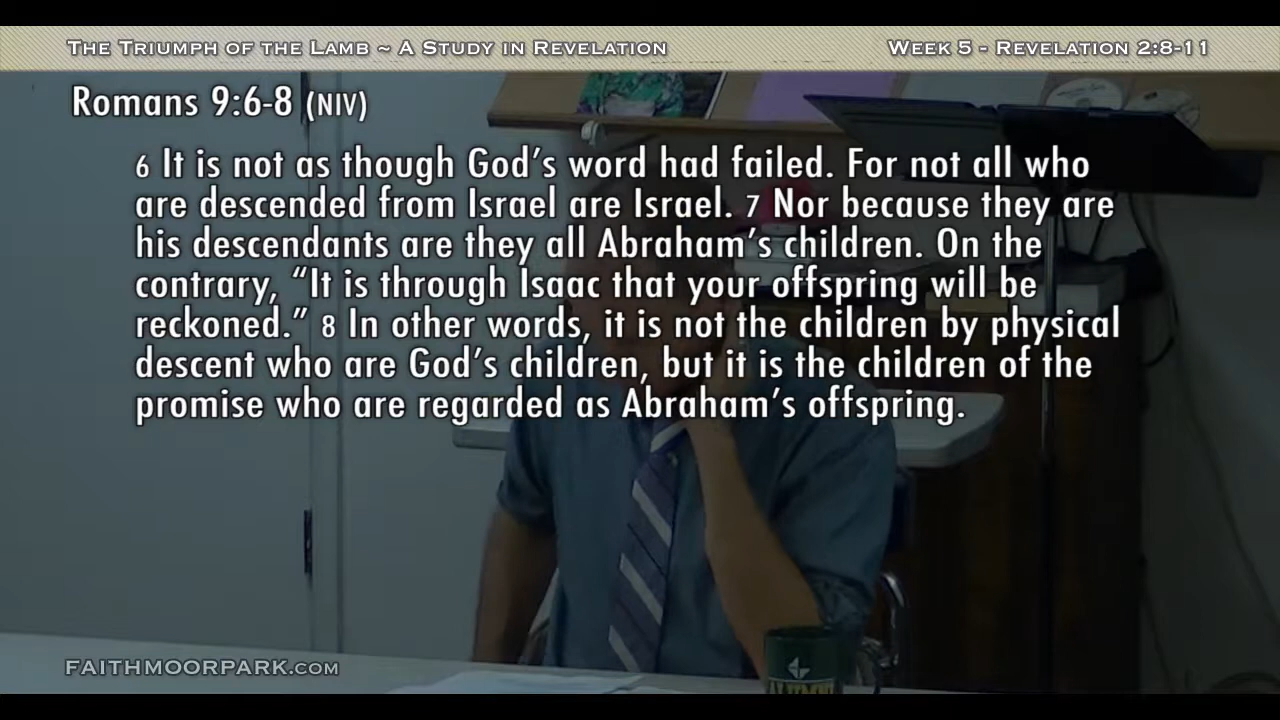 The Triumph of the Lamb ~ A Study in Revelation
Week 5 - Revelation 2:8-11
Romans 9:6-8 (NIV)
6 It is not as though God’s word had failed. For not all who
are descended from Israel are Israel. 7 Nor because they are
his descendants are they all Abraham’s children. On the
contrary, “It is through Isaac that your offspring will be
reckoned.” 8 In other words, it is not the children by physical
descent who are God’s children, but it is the children of the
promise who are regarded as Abraham’s offspring.
faithmoorpark.com